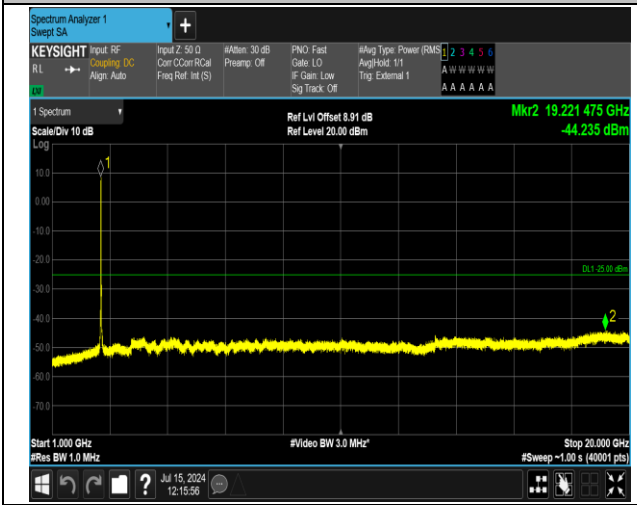 Spectrum Analyzer 1
Swept SA
+
KEYSIGHT Input: RF Input Z: 50 Ω #Atten: 30 dB PNO: Fast #Avg Type: Power (RMS 1 2 3 4 5 6
RL Coupling: DC Corr CCorr RCal Preamp: Off Gate: LO Avg|Hold: 1/1 A W W W W W
Align: Auto Freq Ref: Int (S) IF Gain: Low Trig: External 1
Sig Track: Off A A A A A A
1 Spectrum Ref Lvl Offset 8.91 dB Mkr2 19.221 475 GHz
Scale/Div 10 dB Ref Level 20.00 dBm -44.235 dBm
Log
1
10.0
0.00
-10.0
-20.0
DL1 -25.00 dBm
-30.0
-40.0
2
-50.0
-60.0
-70.0
Start 1.000 GHz #Video BW 3.0 MHz* Stop 20.000 GHz
#Res BW 1.0 MHz #Sweep ~1.00 s (40001 pts)
? Jul 15, 2024
12:15:56